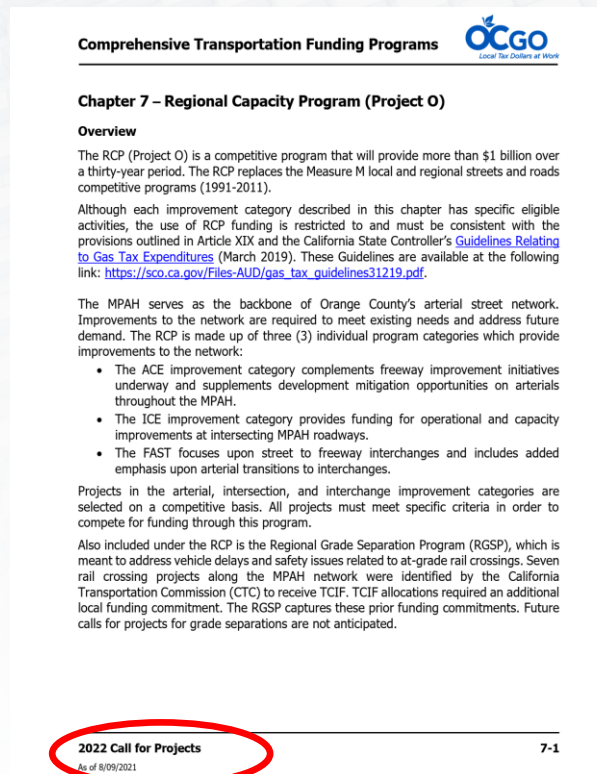 Comprehensive Transportation Funding Programs
OCGO
Local Tax Dollars at Work
Chapter 7 – Regional Capacity Program (Project O)
Overview
The RCP (Project O) is a competitive program that will provide more than $1 billion over
a thirty-year period. The RCP replaces the Measure M local and regional streets and roads
competitive programs (1991-2011).
Although each improvement category described in this chapter has specific eligible
activities, the use of RCP funding is restricted to and must be consistent with the
provisions outlined in Article XIX and the California State Controller's Guidelines Relating
to Gas Tax Expenditures (March 2019). These Guidelines are available at the following
link: https://sco.ca.gov/Files-AUD/gas_tax_guidelines31219.pdf.
The MPAH serves as the backbone of Orange County's arterial street network.
Improvements to the network are required to meet existing needs and address future
demand. The RCP is made up of three (3) individual program categories which provide
improvements to the network:
• The ACE improvement category complements freeway improvement initiatives
underway and supplements development mitigation opportunities on arterials
throughout the MPAH.
• The ICE improvement category provides funding for operational and capacity
improvements at intersecting MPAH roadways.
• The FAST focuses upon street to freeway interchanges and includes added
emphasis upon arterial transitions to interchanges.
Projects in the arterial, intersection, and interchange improvement categories are
selected on a competitive basis. All projects must meet specific criteria in order to
compete for funding through this program.
Also included under the RCP is the Regional Grade Separation Program (RGSP), which is
meant to address vehicle delays and safety issues related to at-grade rail crossings. Seven
rail crossing projects along the MPAH network were identified by the California
Transportation Commission (CTC) to receive TCIF. TCIF allocations required an additional
local funding commitment. The RGSP captures these prior funding commitments. Future
calls for projects for grade separations are not anticipated.
2022 Call for Projects 7-1
As of 8/09/2021